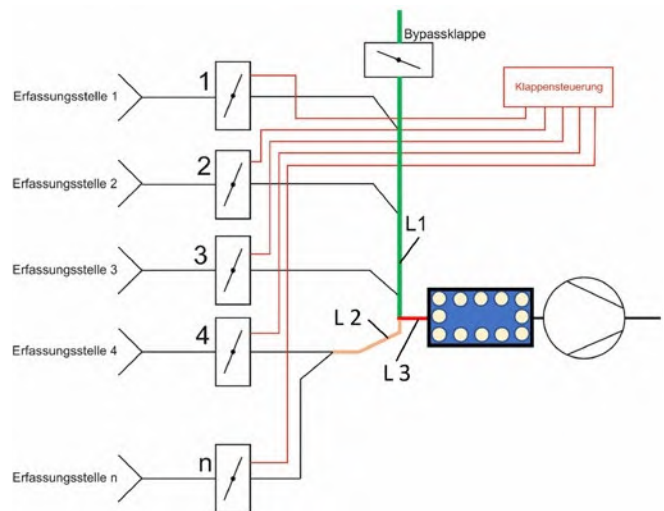 Bypassklappe
Klappensteuerung
Erfassungsstelle 1
1
Erfassungsstelle 2
2
L1
Erfassungsstelle 3
3
L 2
L 3
Erfassungsstelle 4
4
Erfassungsstelle n
n